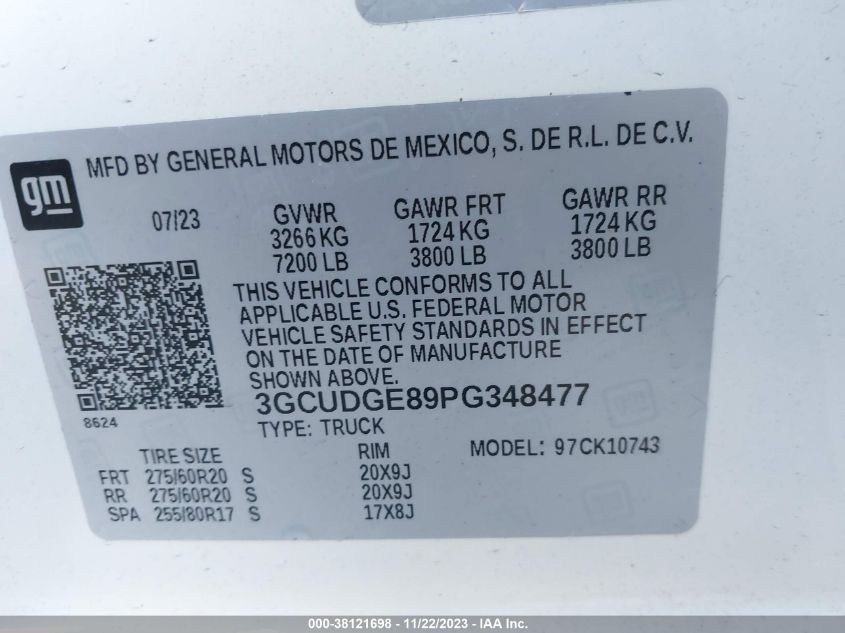 MFD BY GENERAL MOTORS DE MEXICO, S. DE R.L. DE C.V.
gm
07/23
GVWR GAWR FRT GAWR RR
3266 KG 1724 KG 1724 KG
7200 LB 3800 LB 3800 LB
THIS VEHICLE CONFORMS TO ALL
APPLICABLE U.S. FEDERAL MOTOR
VEHICLE SAFETY STANDARDS IN EFFECT
ON THE DATE OF MANUFACTURE
SHOWN ABOVE.
3GCUDGE89PG348477
8624
TYPE: TRUCK
TIRE SIZE RIM MODEL: 97CK10743
FRT 275/60R20 S 20X9J
RR 275/60R20 S 20X9J
SPA 255/80R17 S 17X8J
000-38121698 - 11/22/2023 - IAA Inc.